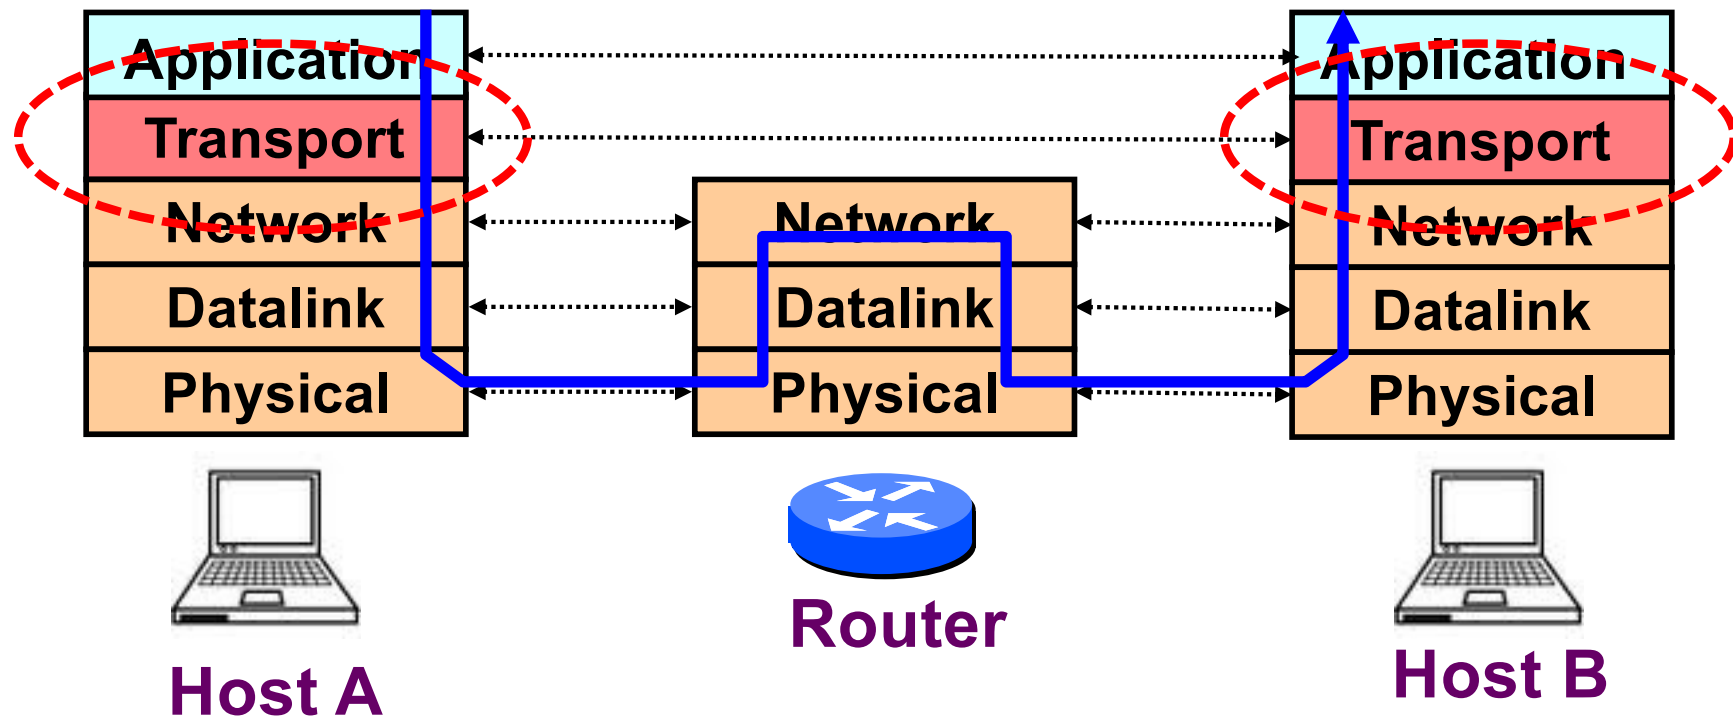 Application
Transport
Network
Datalink
Physical
Host A
Network
Datalink
Physical
Router
Application
Transport
Network
Datalink
Physical
Host B